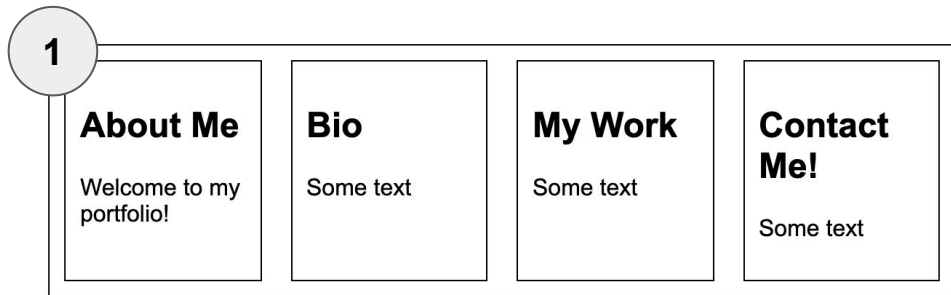 1
About Me
Welcome to my
portfolio!
Bio
Some text
My Work
Some text
Contact
Me!
Some text